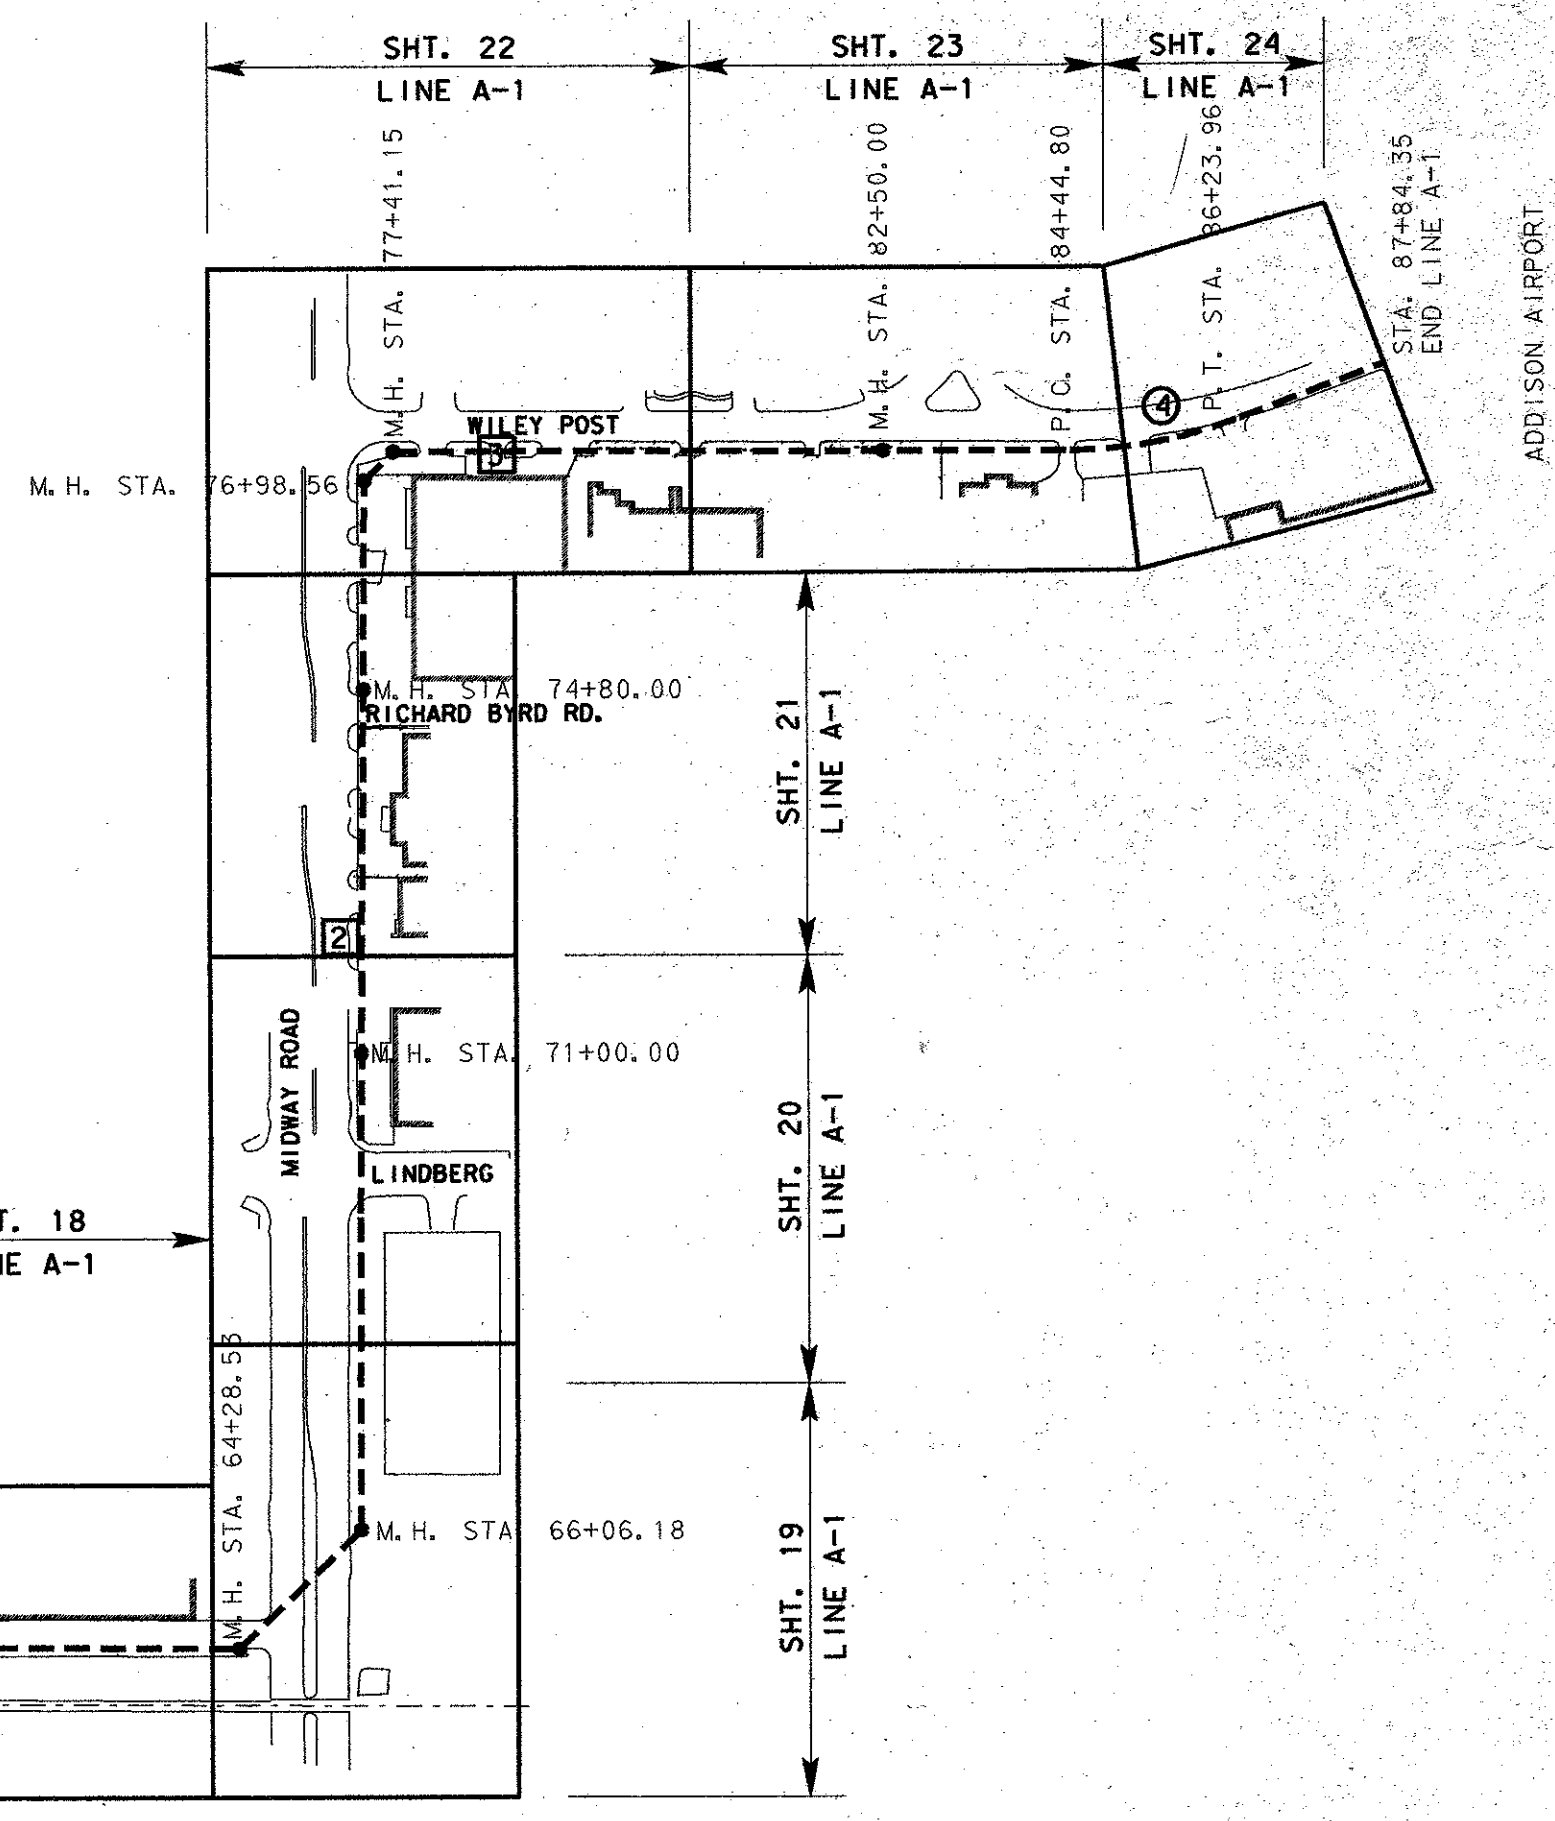 SHT. 22
LINE A-1
SHT. 23
LINE A-1
SHT. 24
LINE A-1
M.H. STA. 77+41.15
M.H. STA. 82+50.00
P.C. STA. 84+44.80
P.T. STA. 86+23.96
STA. 87+84.35
END LINE A-1
ADDISON AIRPORT
4
WILEY POST
3
M.H. STA. 76+98.56
M.H. STA. 74+80.00
RICHARD BYRD RD.
SHT. 21
LINE A-1
2
MIDWAY ROAD
M.H. STA. 71+00.00
LINDBERG
SHT. 20
LINE A-1
T. 18
NE A-1
M.H. STA. 64+28.53
M.H. STA. 66+06.18
SHT. 19
LINE A-1